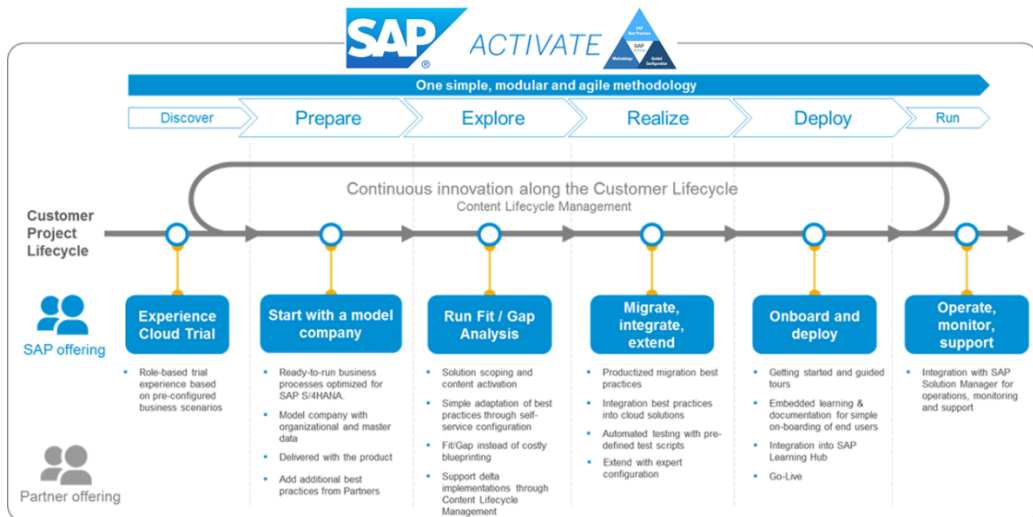 SAP
®
ACTIVATE
SAP
Best Practices
SAP
Methodology
Guided
Configuration
One simple, modular and agile methodology
Discover
Prepare
Explore
Realize
Deploy
Run
Continuous innovation along the Customer Lifecycle
Content Lifecycle Management
Customer
Project
Lifecycle
SAP offering
Experience
Cloud Trial
Role-based trial
experience based
on pre-configured
business scenarios
Start with a model
company
Ready-to-run business
processes optimized for
SAP S/4HANA.
Model company with
organizational and master
data
Delivered with the product
Add additional best
practices from Partners
Run Fit / Gap
Analysis
Solution scoping and
content activation
Simple adaptation of best
practices through self-
service configuration
Fit/Gap instead of costly
blueprinting
Support delta
implementations through
Content Lifecycle
Management
Migrate,
integrate,
extend
Productized migration best
practices
Integration best practices
into cloud solutions
Automated testing with pre-
defined test scripts
Extend with expert
configuration
Onboard and
deploy
Getting started and guided
tours
Embedded learning &
documentation for simple
on-boarding of end users
Integration into SAP
Learning Hub
Go-Live
Operate,
monitor,
support
Integration with SAP
Solution Manager for
operations, monitoring
and support
Partner offering